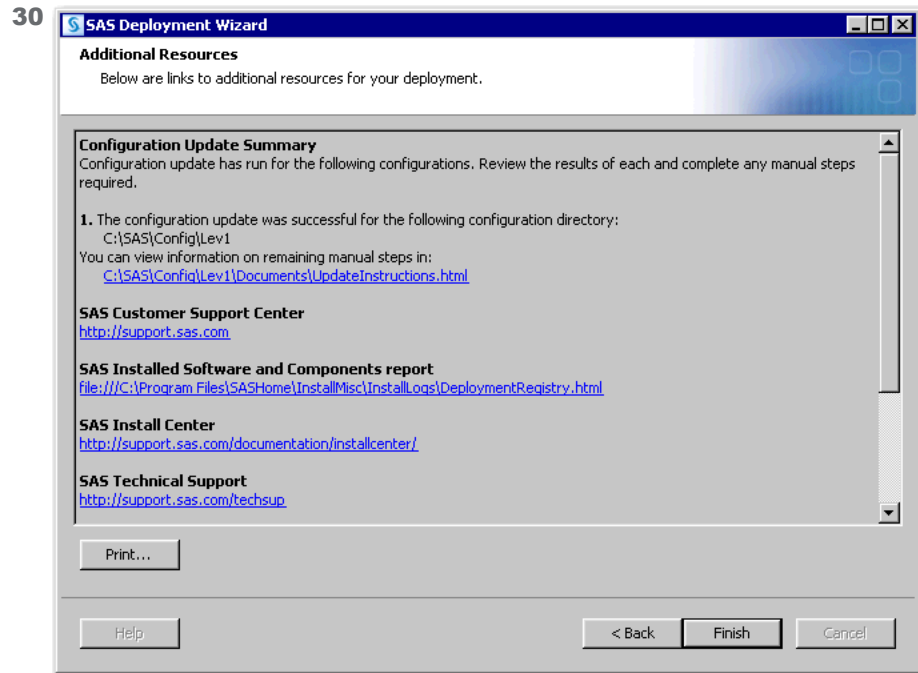 30
SAS Deployment Wizard
Additional Resources
Below are links to additional resources for your deployment.
Configuration Update Summary
Configuration update has run for the following configurations. Review the results of each and complete any manual steps
required.
1. The configuration update was successful for the following configuration directory:
C:\SAS\Config\Lev1
You can view information on remaining manual steps in:
C:\SAS\Config\Lev1\Documents\UpdateInstructions.html
SAS Customer Support Center
http://support.sas.com
SAS Installed Software and Components report
file:///C:\Program Files\SASHome\InstallMisc\InstallLogs\DeploymentRegistry.html
SAS Install Center
http://support.sas.com/documentation/installcenter/
SAS Technical Support
http://support.sas.com/techsup
Print...
Help
< Back
Finish
Cancel